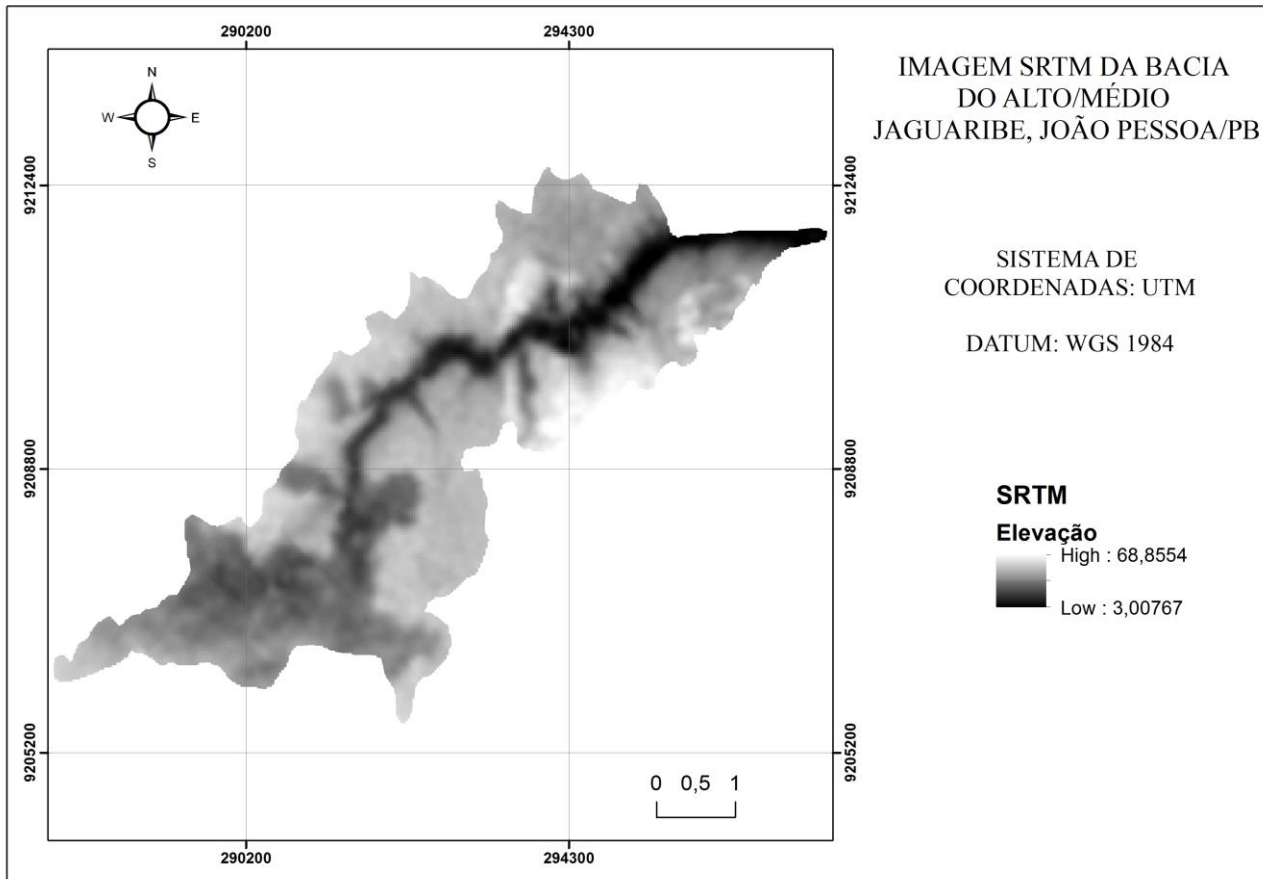 290200 294300
N
W E
S
9212400 9212400
9208800 9208800
9205200 9205200
0 0,5 1
290200 294300
IMAGEM SRTM DA BACIA
DO ALTO/MÉDIO
JAGUARIBE, JOÃO PESSOA/PB
SISTEMA DE
COORDENADAS: UTM
DATUM: WGS 1984
SRTM
Elevação
High : 68,8554
Low : 3,00767